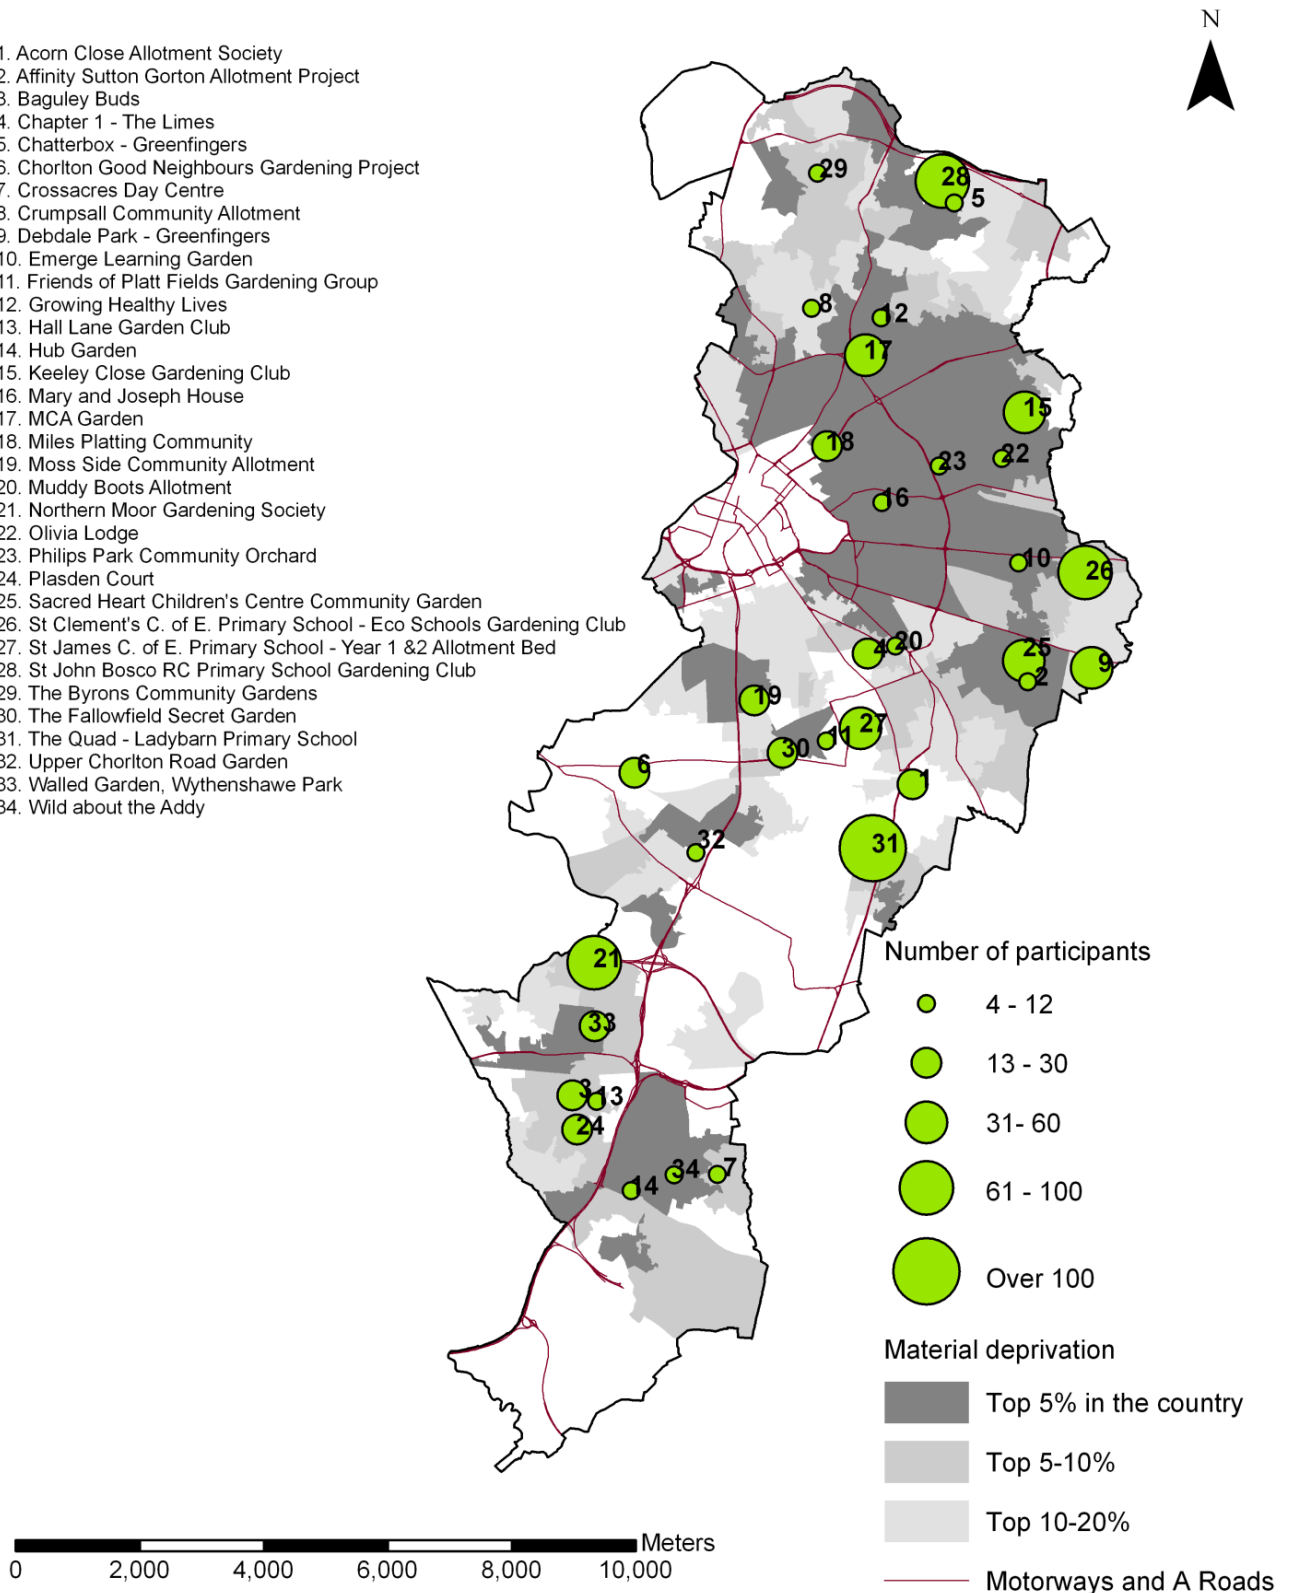 N
1. Acorn Close Allotment Society
2. Affinity Sutton Gorton Allotment Project
3. Baguley Buds
4. Chapter 1 - The Limes
5. Chatterbox - Greenfingers
6. Chorlton Good Neighbours Gardening Project
7. Crossacres Day Centre
8. Crumpsall Community Allotment
9. Debdale Park - Greenfingers
10. Emerge Learning Garden
11. Friends of Platt Fields Gardening Group
12. Growing Healthy Lives
13. Hall Lane Garden Club
14. Hub Garden
15. Keeley Close Gardening Club
16. Mary and Joseph House
17. MCA Garden
18. Miles Platting Community
19. Moss Side Community Allotment
20. Muddy Boots Allotment
21. Northern Moor Gardening Society
22. Olivia Lodge
23. Philips Park Community Orchard
24. Plasden Court
25. Sacred Heart Children's Centre Community Garden
26. St Clement's C. of E. Primary School - Eco Schools Gardening Club
27. St James C. of E. Primary School - Year 1 &2 Allotment Bed
28. St John Bosco RC Primary School Gardening Club
29. The Byrons Community Gardens
30. The Fallowfield Secret Garden
31. The Quad - Ladybarn Primary School
32. Upper Chorlton Road Garden
33. Walled Garden, Wythenshawe Park
34. Wild about the Addy
29
28
5
8
12
17
15
18
23
22
16
10
26
4
20
25
9
2
19
27
11
30
6
1
31
32
21
33
3
13
24
34
7
14
Number of participants
4 - 12
13 - 30
31- 60
61 - 100
Over 100
Material deprivation
Top 5% in the country
Top 5-10%
Top 10-20%
Motorways and A Roads
Meters
0 2,000 4,000 6,000 8,000 10,000